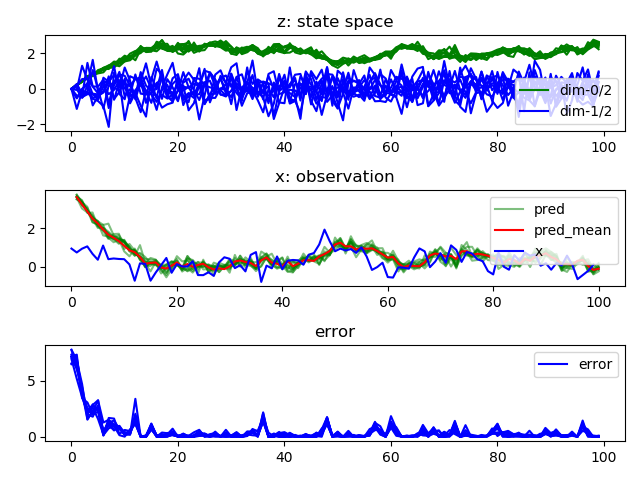 z: state space
2
0
−2
dim-0/2
dim-1/2
0 20 40 60 80 100
x: observation
2
0
pred
pred_mean
x
0 20 40 60 80 100
error
5
0
error
0 20 40 60 80 100